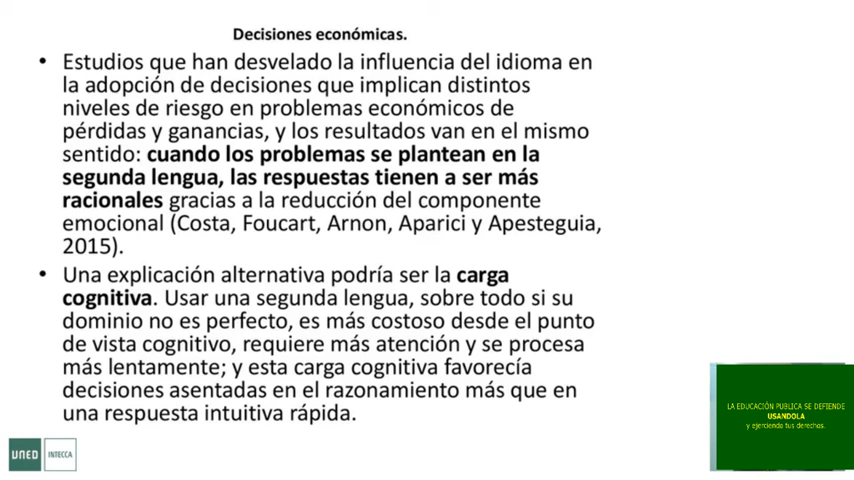 Decisiones económicas.
• Estudios que han desvelado la influencia del idioma en
la adopción de decisiones que implican distintos
niveles de riesgo en problemas económicos de
pérdidas y ganancias, y los resultados van en el mismo
sentido: cuando los problemas se plantean en la
segunda lengua, las respuestas tienen a ser más
racionales gracias a la reducción del componente
emocional (Costa, Foucart, Arnon, Aparici y Apesteguia,
2015).
• Una explicación alternativa podría ser la carga
cognitiva. Usar una segunda lengua, sobre todo si su
dominio no es perfecto, es más costoso desde el punto
de vista cognitivo, requiere más atención y se procesa
más lentamente; y esta carga cognitiva favorecía
decisiones asentadas en el razonamiento más que en
una respuesta intuitiva rápida.
LA EDUCACIÓN PUBLICA SE DEFIENDE
USANDOLA
y ejerciendo tus derechos.
UNED INTECCA